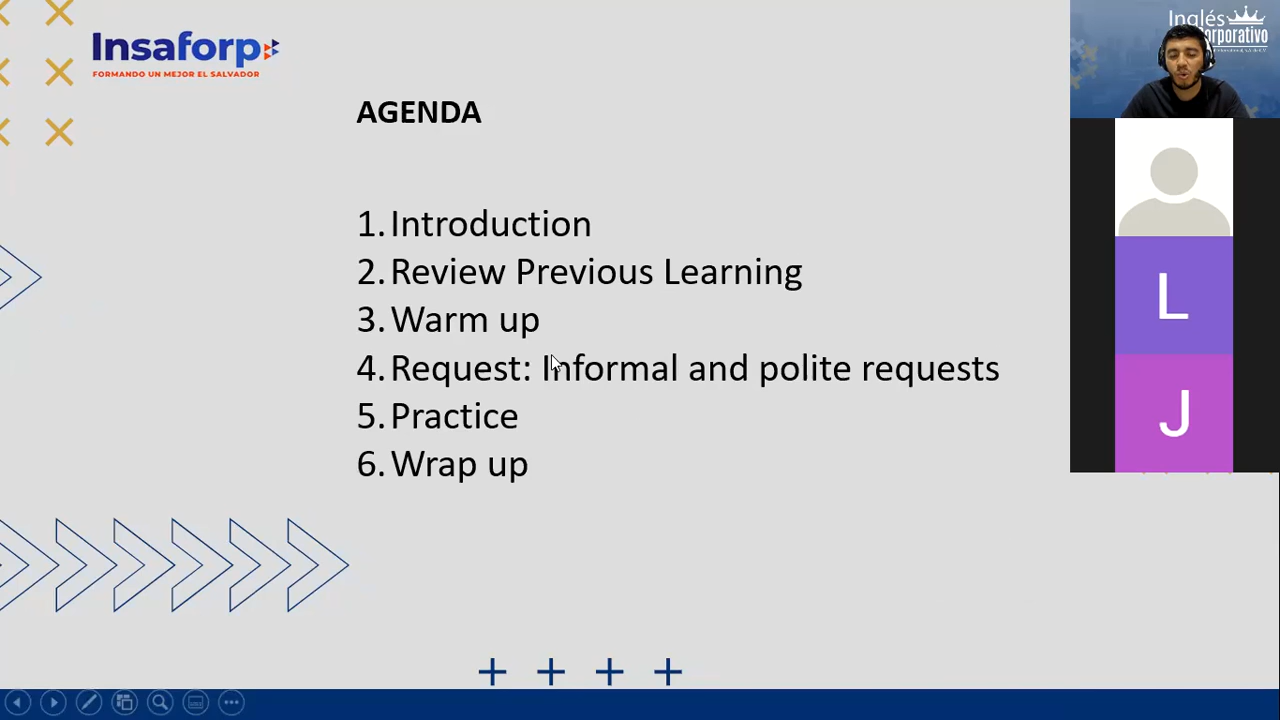 Insaforp
FORMANDO UN MEJOR EL SALVADOR
Inglés
orporativo
AGENDA
1. Introduction
2. Review Previous Learning
3. Warm up
4. Request: Informal and polite requests
5. Practice
6. Wrap up
L
J